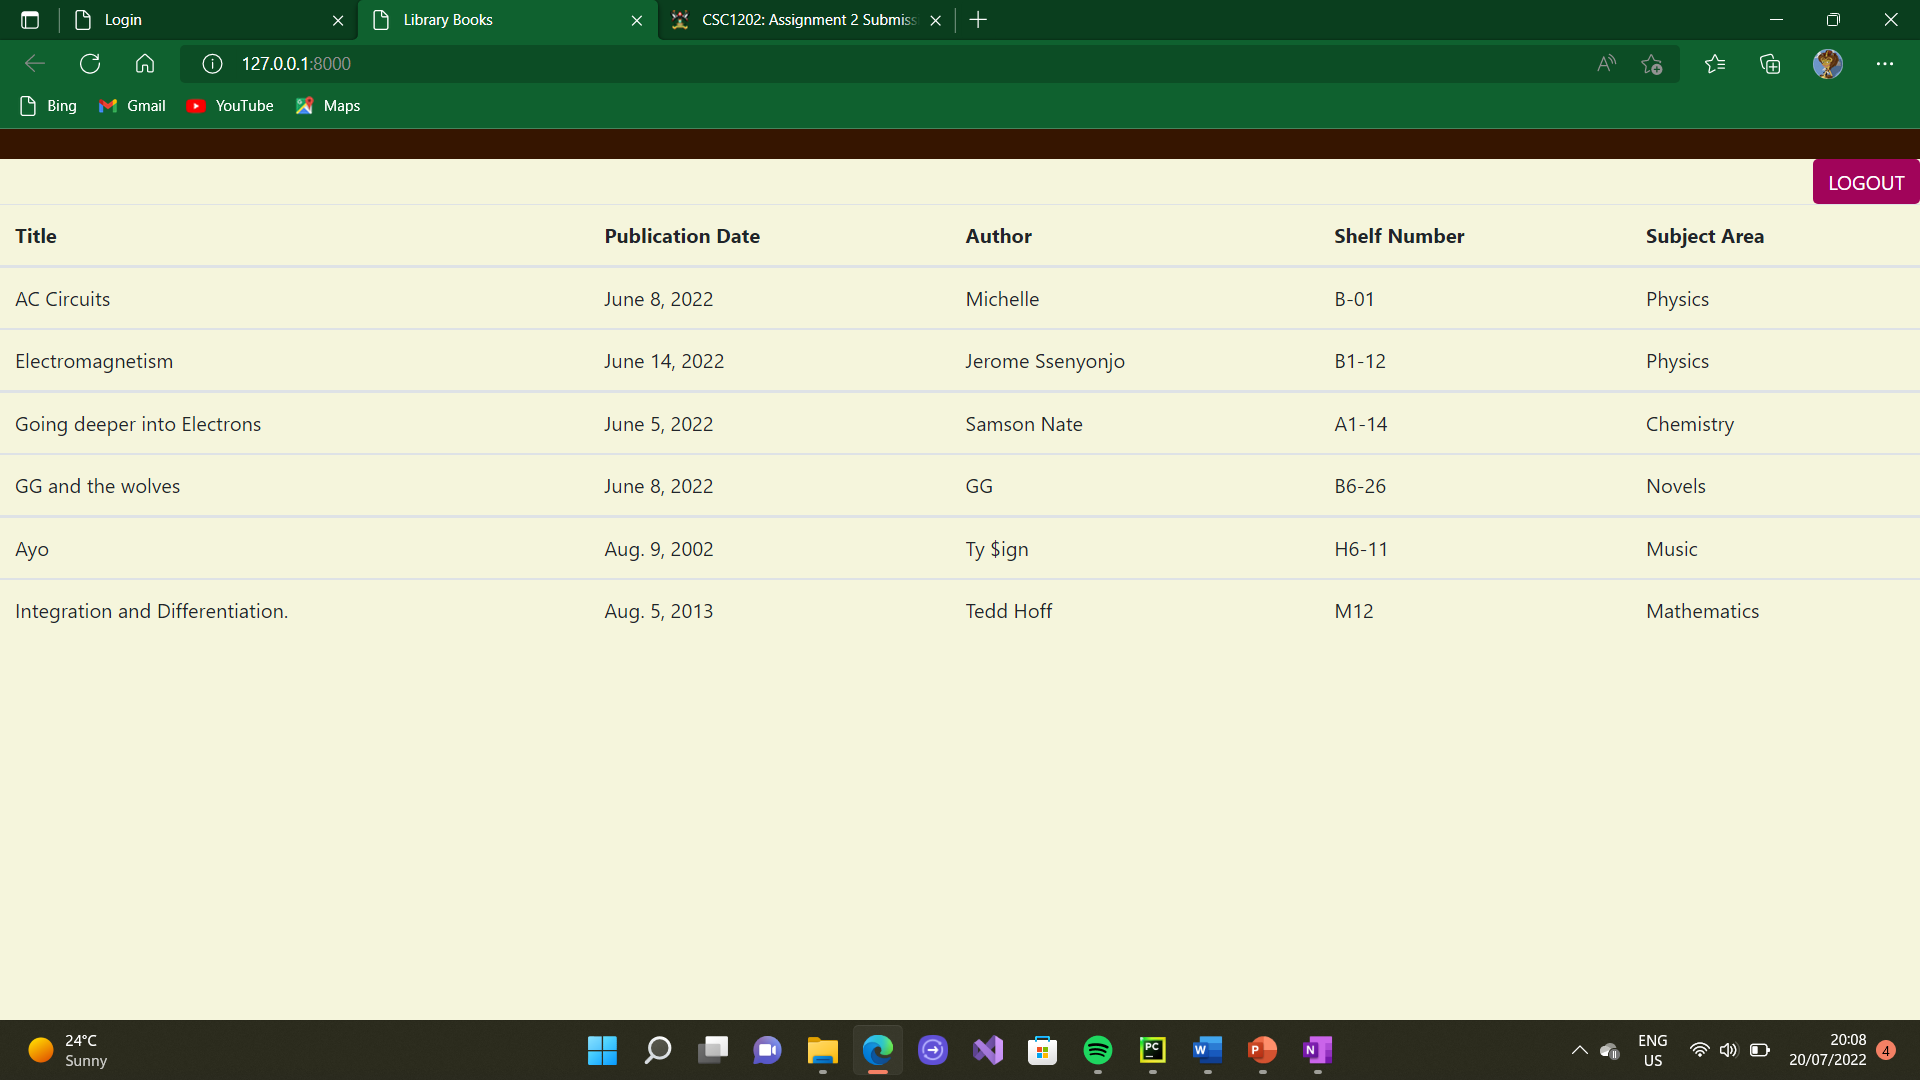 Login
Library Books
CSC1202: Assignment 2 Submiss
127.0.0.1:8000
Bing
Gmail
YouTube
Maps
LOGOUT
Title Publication Date Author Shelf Number Subject Area
AC Circuits June 8, 2022 Michelle B-01 Physics
Electromagnetism June 14, 2022 Jerome Ssenyonjo B1-12 Physics
Going deeper into Electrons June 5, 2022 Samson Nate A1-14 Chemistry
GG and the wolves June 8, 2022 GG B6-26 Novels
Ayo Aug. 9, 2002 Ty $ign H6-11 Music
Integration and Differentiation. Aug. 5, 2013 Tedd Hoff M12 Mathematics
24°C
Sunny
PC
W
P
N
ENG
US
20:08
20/07/2022
4